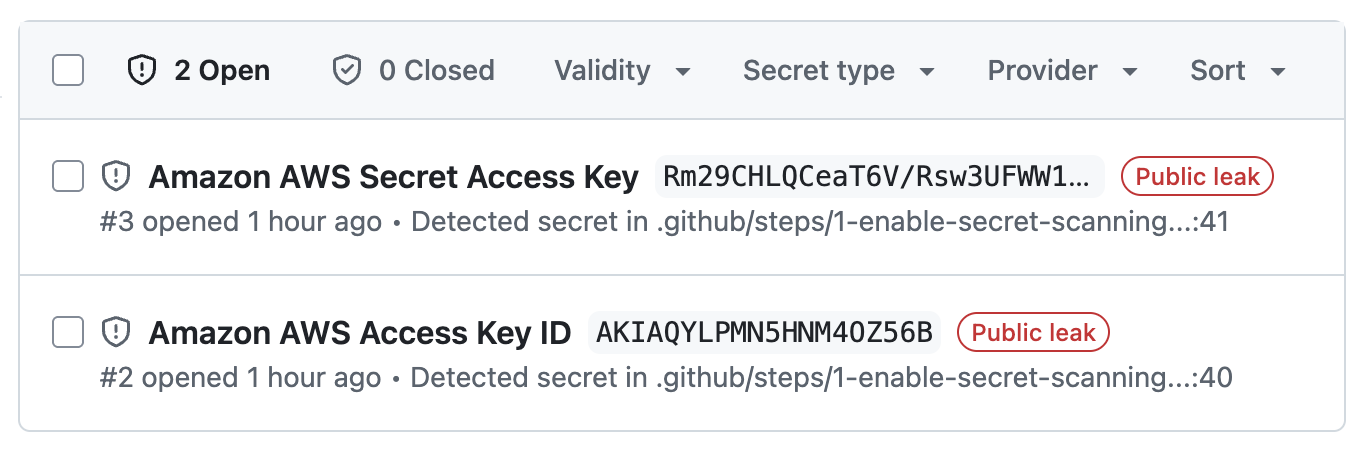 2 Open 0 Closed Validity Secret type Provider Sort
Amazon AWS Secret Access Key Rm29CHLQCeaT6V/Rsw3UFWW1... Public leak
#3 opened 1 hour ago • Detected secret in .github/steps/1-enable-secret-scanning...:41
Amazon AWS Access Key ID AKIAQYLPMN5HNM4OZ56B Public leak
#2 opened 1 hour ago • Detected secret in .github/steps/1-enable-secret-scanning...:40